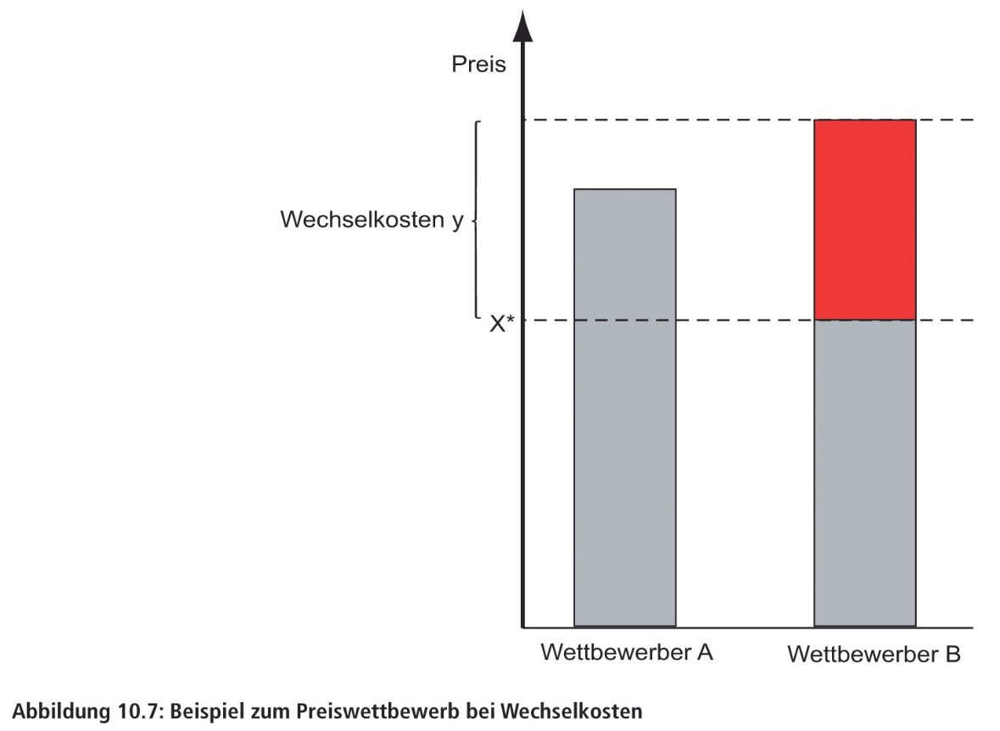 Preis
Wechselkosten y
X*
Wettbewerber A
Wettbewerber B
Abbildung 10.7: Beispiel zum Preiswettbewerb bei Wechselkosten